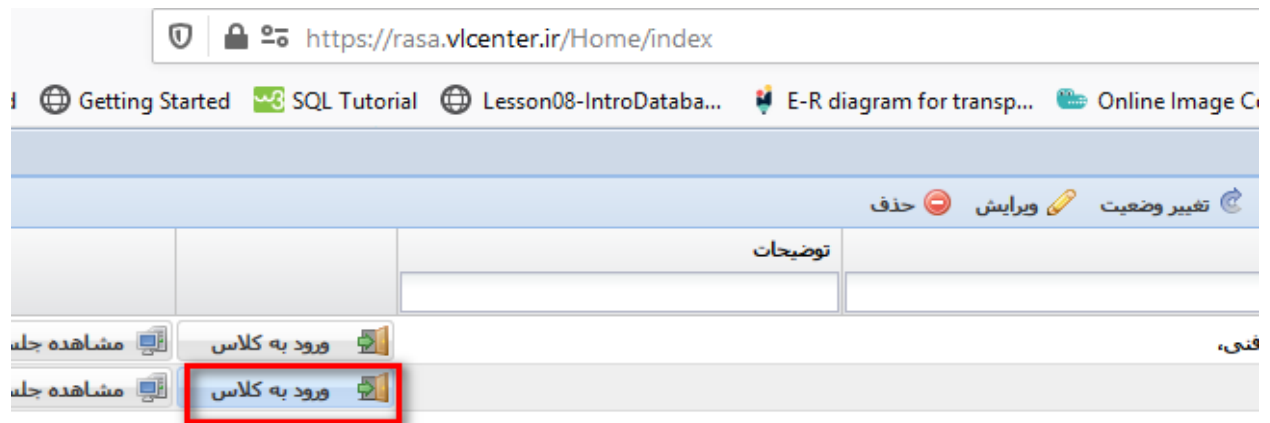 https://rasa.vlcenter.ir/Home/index
Getting Started SQL Tutorial Lesson08-IntroDataba... E-R diagram for transp... Online Image
تغییر وضعیت ویرایش حذف
توضیحات
فنی، ورود به کلاس مشاهده
ورود به کلاس مشاهده